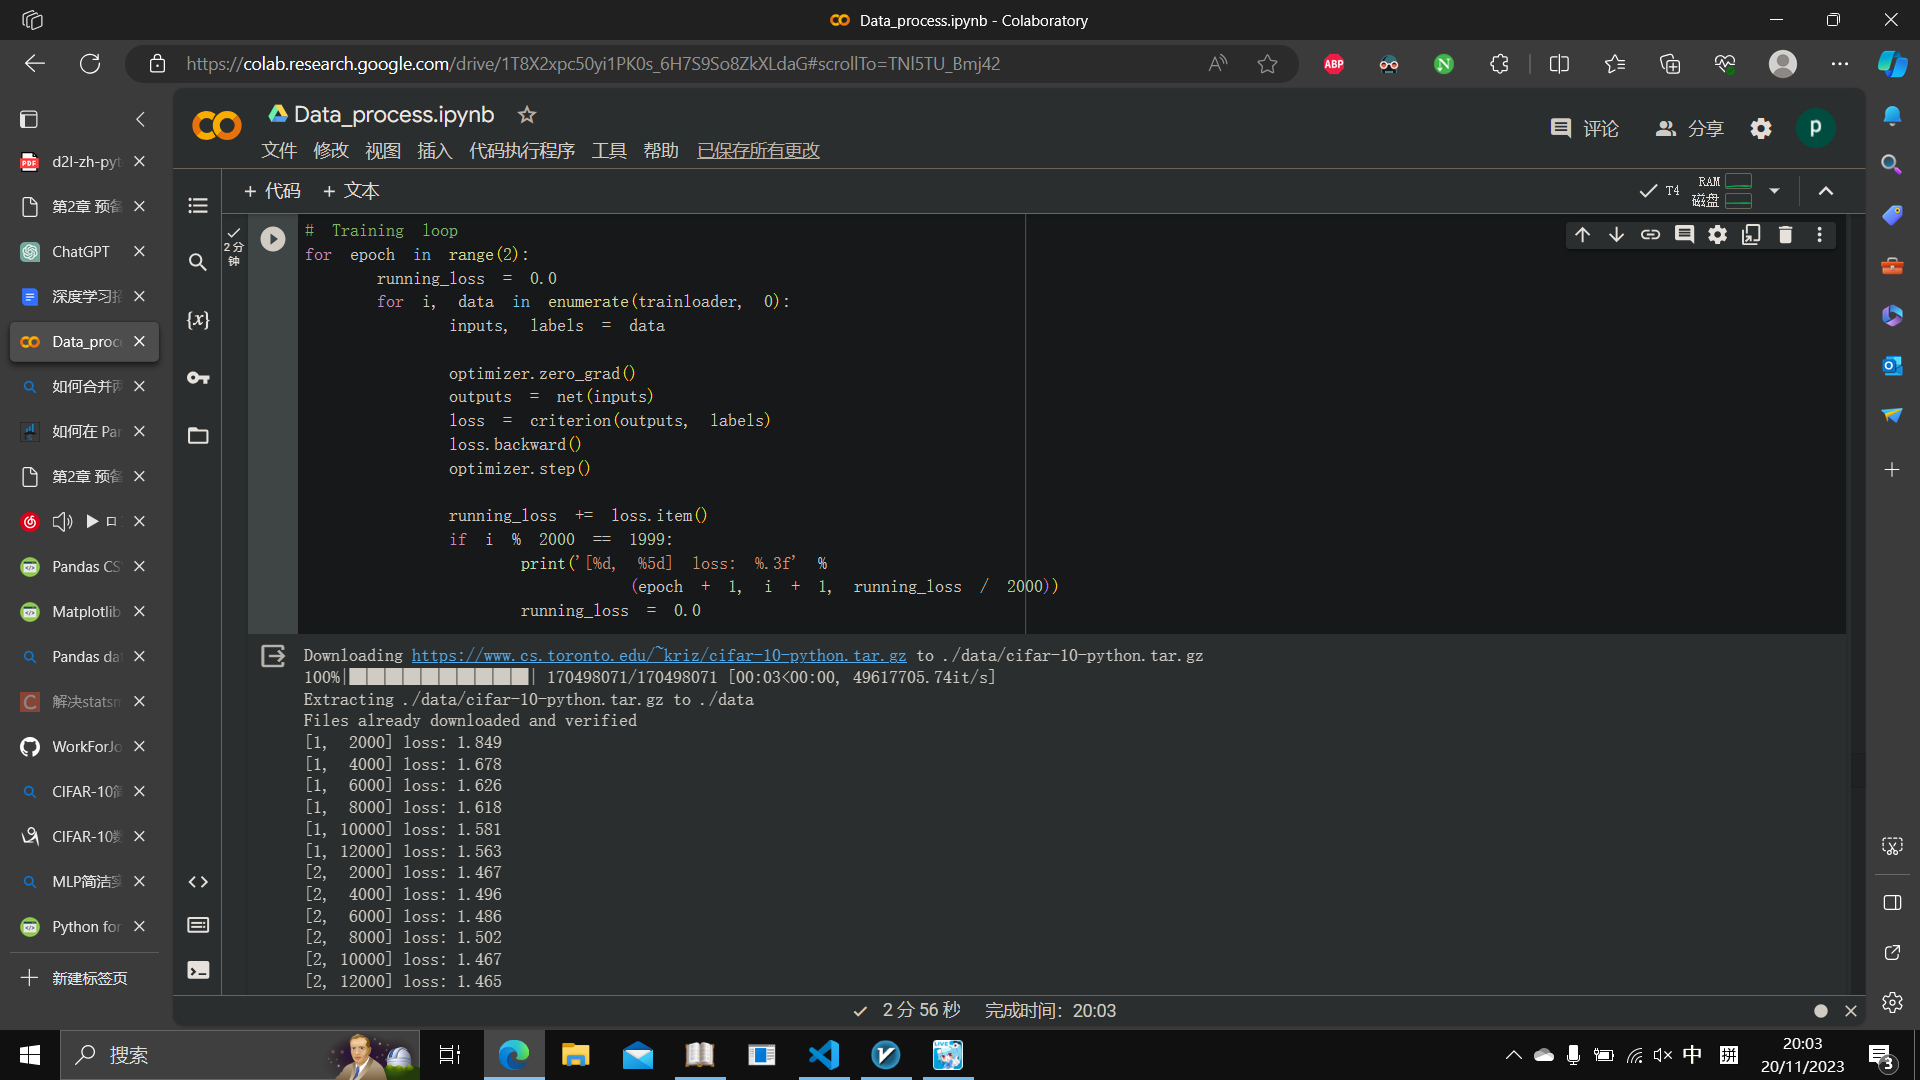 Data_process.ipynb - Colaboratory
https://colab.research.google.com/drive/1T8X2xpc50yi1PK0s_6H7S9So8ZkXLdaG#scrollTo=TNl5TU_Bmj42
ABP
N
d2l-zh-pyt
第2章 预备
ChatGPT
深度学习招
Data_proc
如何合并两
如何在 Pan
第2章 预备
Pandas CS
Matplotlib
Pandas da
解决statsm
WorkForJo
CIFAR-10简
CIFAR-10数
MLP简洁实
Python for
新建标签页
Data_process.ipynb
文件 修改 视图 插入 代码执行程序 工具 帮助 已保存所有更改
评论 分享 p
+ 代码 + 文本
T4 RAM
磁盘
2 分
钟
# Training loop
for epoch in range(2):
running_loss = 0.0
for i, data in enumerate(trainloader, 0):
inputs, labels = data
optimizer.zero_grad()
outputs = net(inputs)
loss = criterion(outputs, labels)
loss.backward()
optimizer.step()
running_loss += loss.item()
if i % 2000 == 1999:
print('[%d, %5d] loss: %.3f' %
(epoch + 1, i + 1, running_loss / 2000))
running_loss = 0.0
Downloading https://www.cs.toronto.edu/~kriz/cifar-10-python.tar.gz to ./data/cifar-10-python.tar.gz
100%|██████████| 170498071/170498071 [00:03<00:00, 49617705.74it/s]
Extracting ./data/cifar-10-python.tar.gz to ./data
Files already downloaded and verified
[1,  2000] loss: 1.849
[1,  4000] loss: 1.678
[1,  6000] loss: 1.626
[1,  8000] loss: 1.618
[1, 10000] loss: 1.581
[1, 12000] loss: 1.563
[2,  2000] loss: 1.467
[2,  4000] loss: 1.496
[2,  6000] loss: 1.486
[2,  8000] loss: 1.502
[2, 10000] loss: 1.467
[2, 12000] loss: 1.465
2 分 56 秒 完成时间: 20:03
搜索
中 拼
20:03
20/11/2023
3